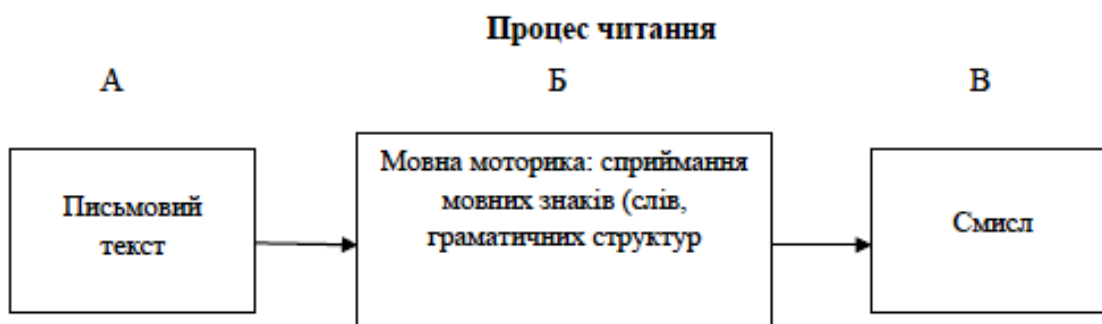 Процес читання
А
Б
В
Письмовий
текст
Мовна моторика: сприймання
мовних знаків (слів,
граматичних структур
Смисл